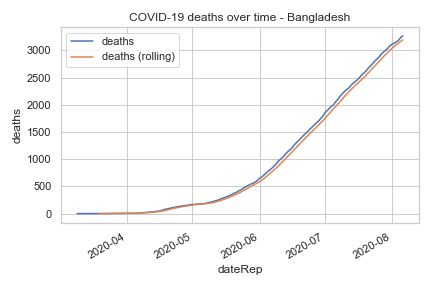 COVID-19 deaths over time - Bangladesh
deaths
deaths (rolling)
3000
2500
2000
1500
1000
500
0
deaths
2020-04
2020-05
2020-06
2020-07
2020-08
dateRep